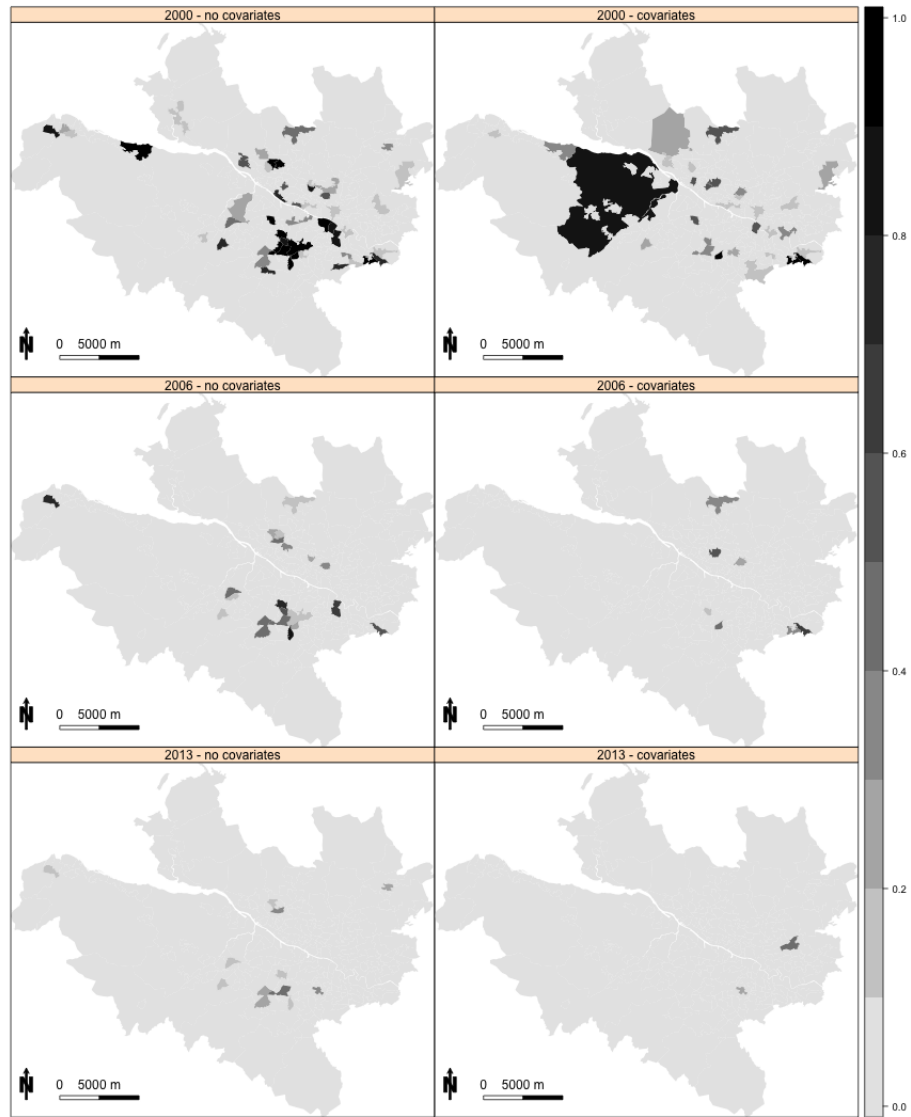 2000 - no covariates
2000 - covariates
N
0 5000 m
N
0 5000 m
2006 - no covariates
2006 - covariates
N
0 5000 m
N
0 5000 m
2013 - no covariates
2013 - covariates
N
0 5000 m
N
0 5000 m
1.0
0.8
0.6
0.4
0.2
0.0